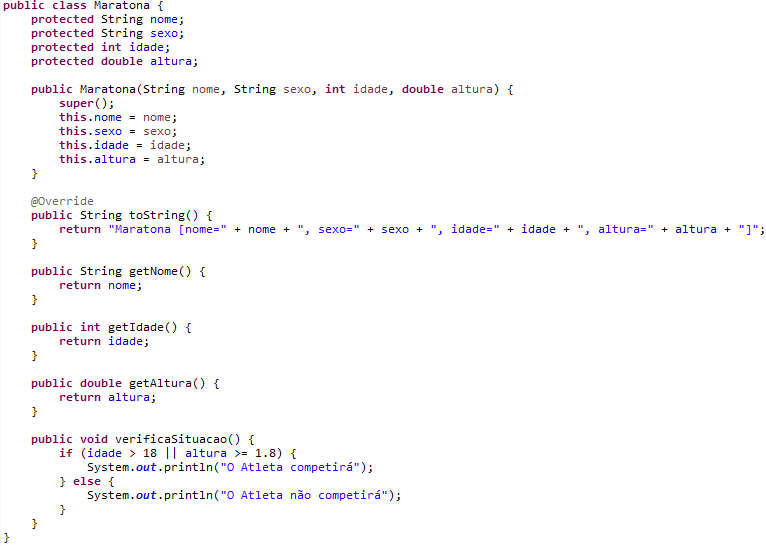 public class Maratona {
    protected String nome;
    protected String sexo;
    protected int idade;
    protected double altura;

    public Maratona(String nome, String sexo, int idade, double altura) {
        super();
        this.nome = nome;
        this.sexo = sexo;
        this.idade = idade;
        this.altura = altura;
    }

    @Override
    public String toString() {
        return "Maratona [nome=" + nome + ", sexo=" + sexo + ", idade=" + idade + ", altura=" + altura + "]";
    }

    public String getNome() {
        return nome;
    }

    public int getIdade() {
        return idade;
    }

    public double getAltura() {
        return altura;
    }

    public void verificaSituacao() {
        if (idade > 18 || altura >= 1.8) {
            System.out.println("O Atleta competirá");
        } else {
            System.out.println("O Atleta não competirá");
        }
    }
}